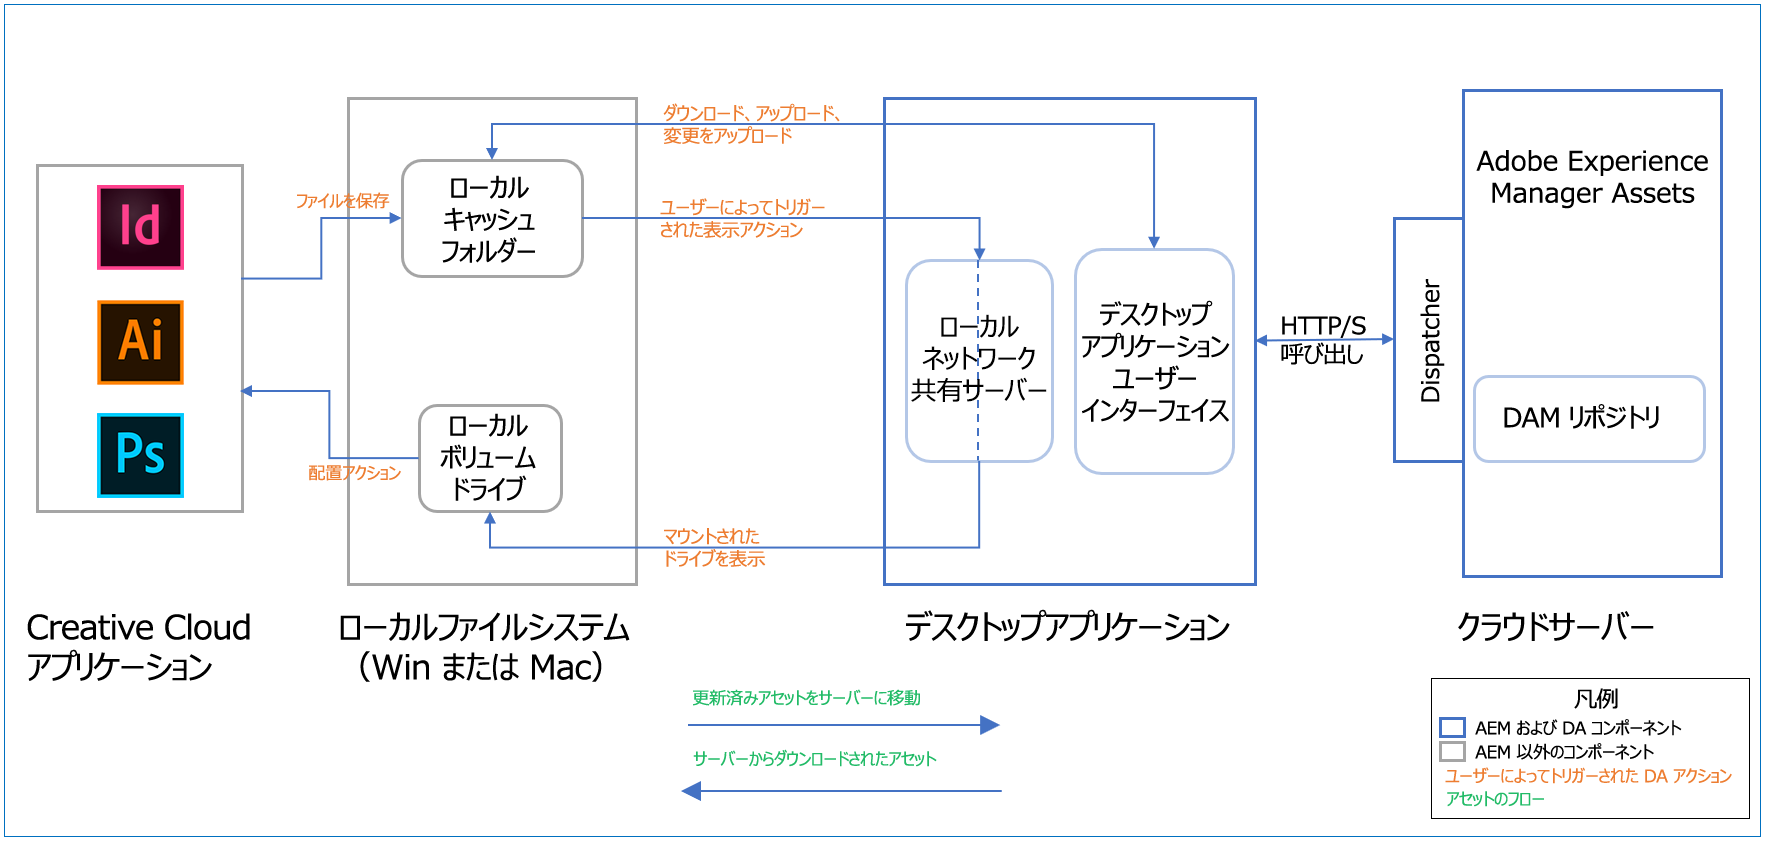 Id
Ai
Ps
Creative Cloud
アプリケーション
ファイルを保存
配置アクション
ローカル
キャッシュ
フォルダー
ローカル
ボリューム
ドライブ
ローカルファイルシステム
（Win または Mac）
ダウンロード、アップロード、
変更をアップロード
ユーザーによってトリガー
された表示アクション
マウントされた
ドライブを表示
ローカル
ネットワーク
共有サーバー
デスクトップ
アプリケーション
ユーザー
インターフェイス
デスクトップアプリケーション
HTTP/S
呼び出し
Dispatcher
Adobe Experience
Manager Assets
DAM リポジトリ
クラウドサーバー
更新済みアセットをサーバーに移動
サーバーからダウンロードされたアセット
凡例
AEM および DA コンポーネント
AEM 以外のコンポーネント
ユーザーによってトリガーされた DA アクション
アセットのフロー